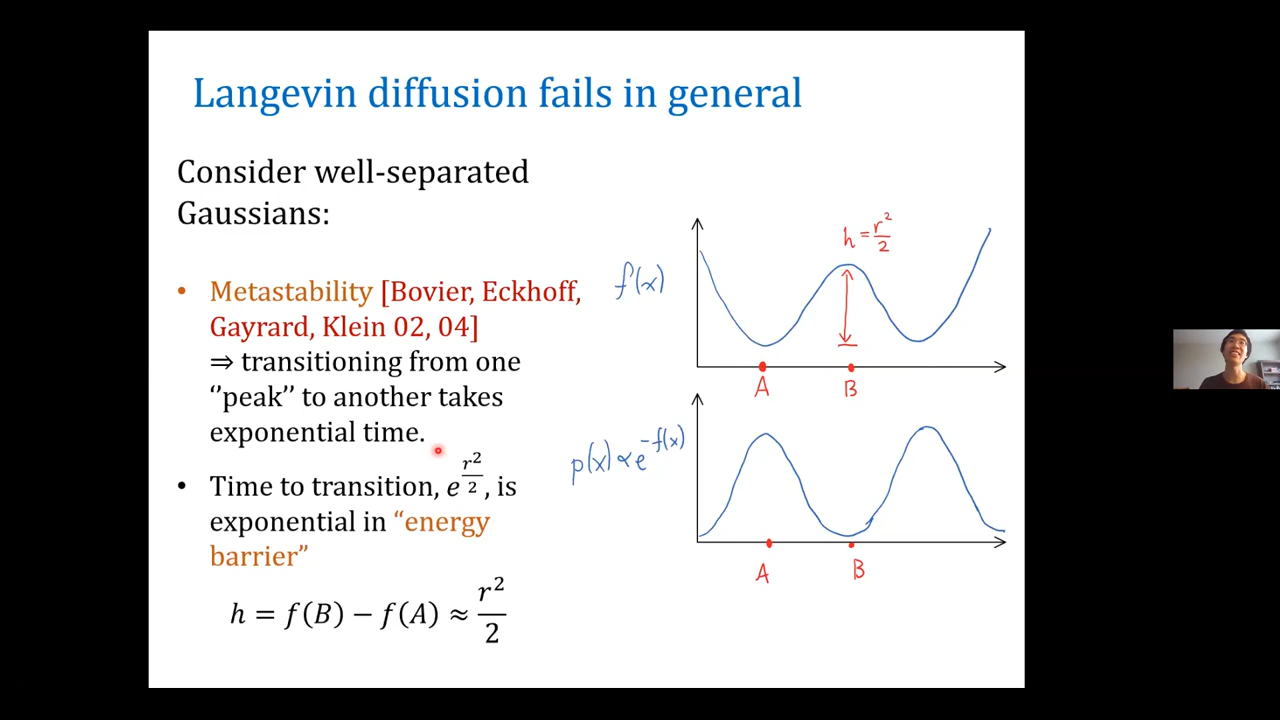 Langevin diffusion fails in general
Consider well-separated
Gaussians:
• Metastability [Bovier, Eckhoff,
Gayrard, Klein 02, 04]
⇒ transitioning from one
‘’peak’’ to another takes
exponential time.
• Time to transition, e^{r²/2}, is
exponential in “energy
barrier”
h = f(B) − f(A) ≈ r²/2
h = r²/2
f(x)
A
B
p(x) ∝ e^{-f(x)}
A
B